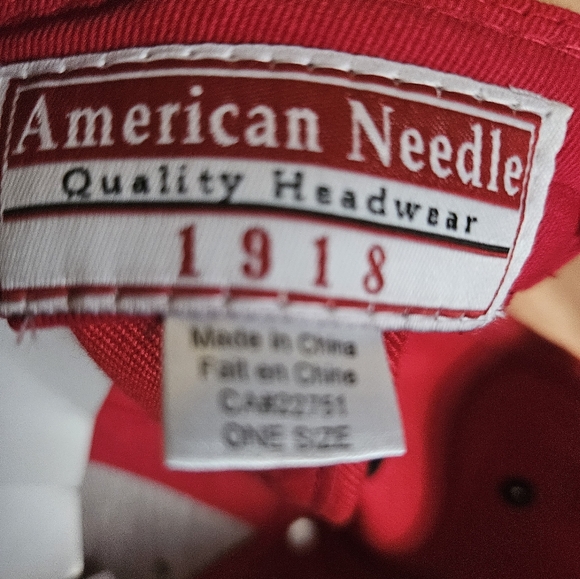 American Needle
Quality Headwear
1918
Made in China
Fait en Chine
CA#22751
ONE SIZE